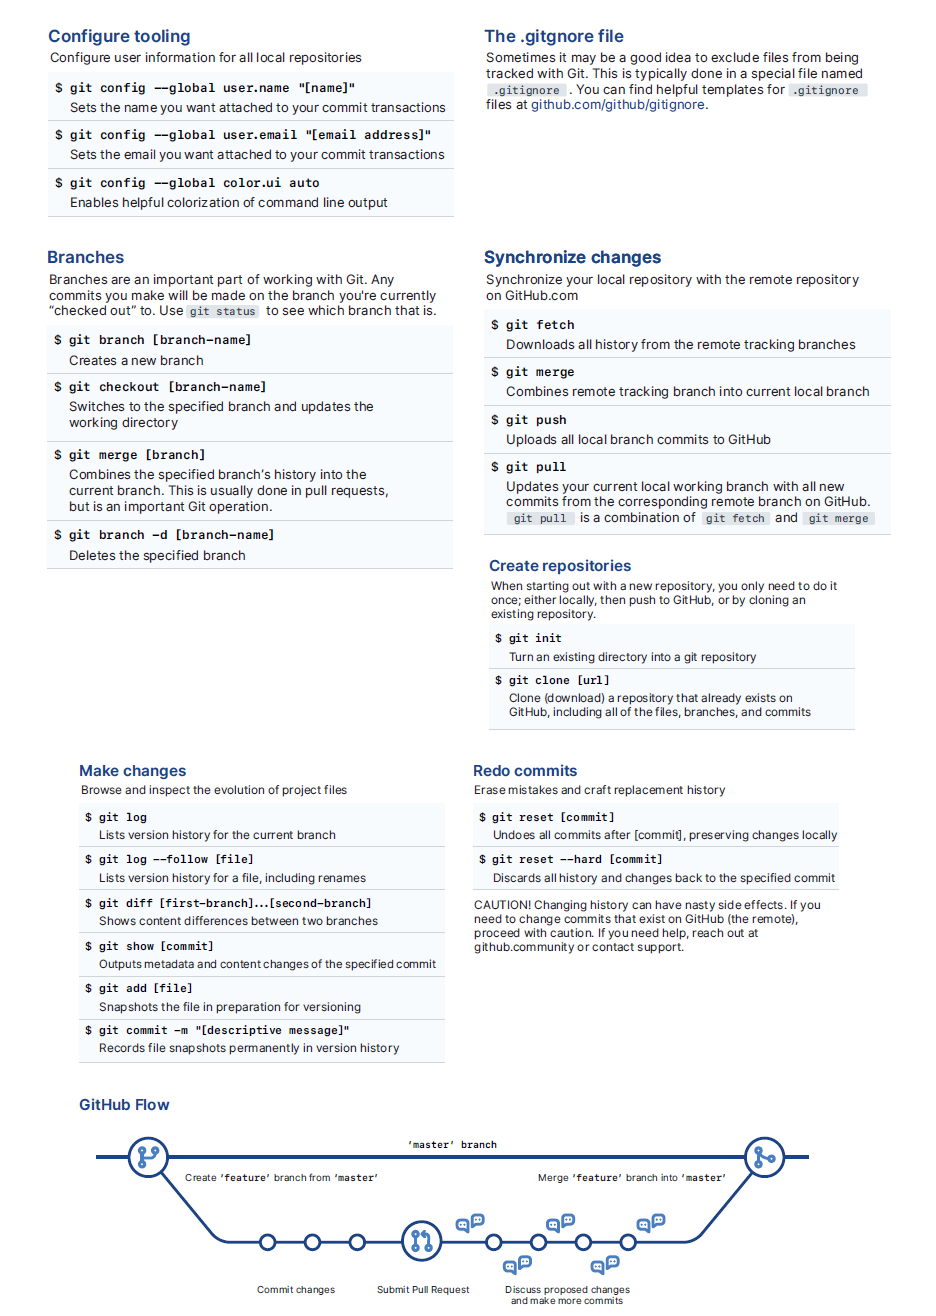 Configure tooling
Configure user information for all local repositories
$ git config --global user.name "[name]"
Sets the name you want attached to your commit transactions
$ git config --global user.email "[email address]"
Sets the email you want attached to your commit transactions
$ git config --global color.ui auto
Enables helpful colorization of command line output
The .gitgnore file
Sometimes it may be a good idea to exclude files from being
tracked with Git. This is typically done in a special file named
.gitignore . You can find helpful templates for .gitignore
files at github.com/github/gitignore.
Branches
Branches are an important part of working with Git. Any
commits you make will be made on the branch you're currently
“checked out” to. Use git status to see which branch that is.
$ git branch [branch-name]
Creates a new branch
$ git checkout [branch-name]
Switches to the specified branch and updates the
working directory
$ git merge [branch]
Combines the specified branch’s history into the
current branch. This is usually done in pull requests,
but is an important Git operation.
$ git branch -d [branch-name]
Deletes the specified branch
Synchronize changes
Synchronize your local repository with the remote repository
on GitHub.com
$ git fetch
Downloads all history from the remote tracking branches
$ git merge
Combines remote tracking branch into current local branch
$ git push
Uploads all local branch commits to GitHub
$ git pull
Updates your current local working branch with all new
commits from the corresponding remote branch on GitHub.
git pull is a combination of git fetch and git merge
Create repositories
When starting out with a new repository, you only need to do it
once; either locally, then push to GitHub, or by cloning an
existing repository.
$ git init
Turn an existing directory into a git repository
$ git clone [url]
Clone (download) a repository that already exists on
GitHub, including all of the files, branches, and commits
Make changes
Browse and inspect the evolution of project files
$ git log
Lists version history for the current branch
$ git log --follow [file]
Lists version history for a file, including renames
$ git diff [first-branch]...[second-branch]
Shows content differences between two branches
$ git show [commit]
Outputs metadata and content changes of the specified commit
$ git add [file]
Snapshots the file in preparation for versioning
$ git commit -m "[descriptive message]"
Records file snapshots permanently in version history
Redo commits
Erase mistakes and craft replacement history
$ git reset [commit]
Undoes all commits after [commit], preserving changes locally
$ git reset --hard [commit]
Discards all history and changes back to the specified commit
CAUTION! Changing history can have nasty side effects. If you
need to change commits that exist on GitHub (the remote),
proceed with caution. If you need help, reach out at
github.community or contact support.
GitHub Flow
‘master’ branch
Create ‘feature’ branch from ‘master’
Merge ‘feature’ branch into ‘master’
Commit changes
Submit Pull Request
Discuss proposed changes
and make more commits